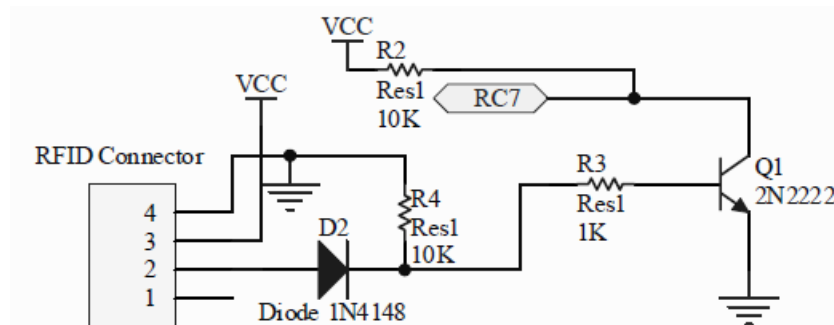 VCC
R2
Res1
10K
RC7
VCC
RFID Connector
4
3
2
1
R4
Res1
10K
D2
Diode 1N4148
R3
Res1
1K
Q1
2N2222